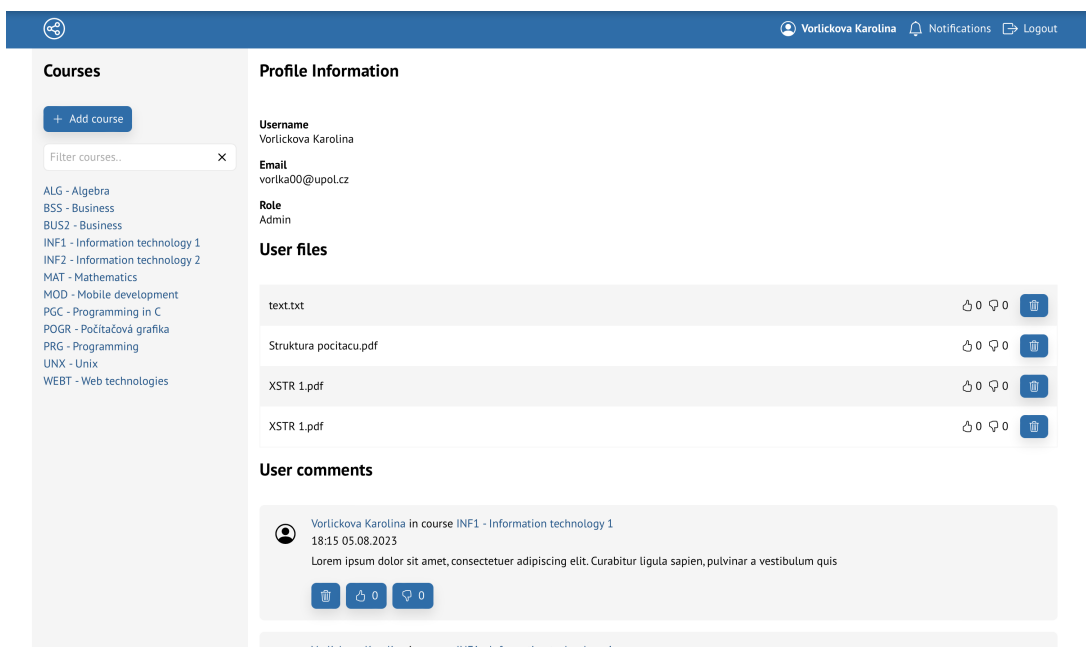 Vorlickova Karolina Notifications Logout
Courses
+ Add course
Filter courses..
ALG - Algebra
BSS - Business
BUS2 - Business
INF1 - Information technology 1
INF2 - Information technology 2
MAT - Mathematics
MOD - Mobile development
PGC - Programming in C
POGR - Počítačová grafika
PRG - Programming
UNX - Unix
WEBT - Web technologies
Profile Information
Username
Vorlickova Karolina
Email
vorlka00@upol.cz
Role
Admin
User files
text.txt 0 0
Struktura pocitacu.pdf 0 0
XSTR 1.pdf 0 0
XSTR 1.pdf 0 0
User comments
Vorlickova Karolina in course INF1 - Information technology 1
18:15 05.08.2023
Lorem ipsum dolor sit amet, consectetuer adipiscing elit. Curabitur ligula sapien, pulvinar a vestibulum quis
0 0